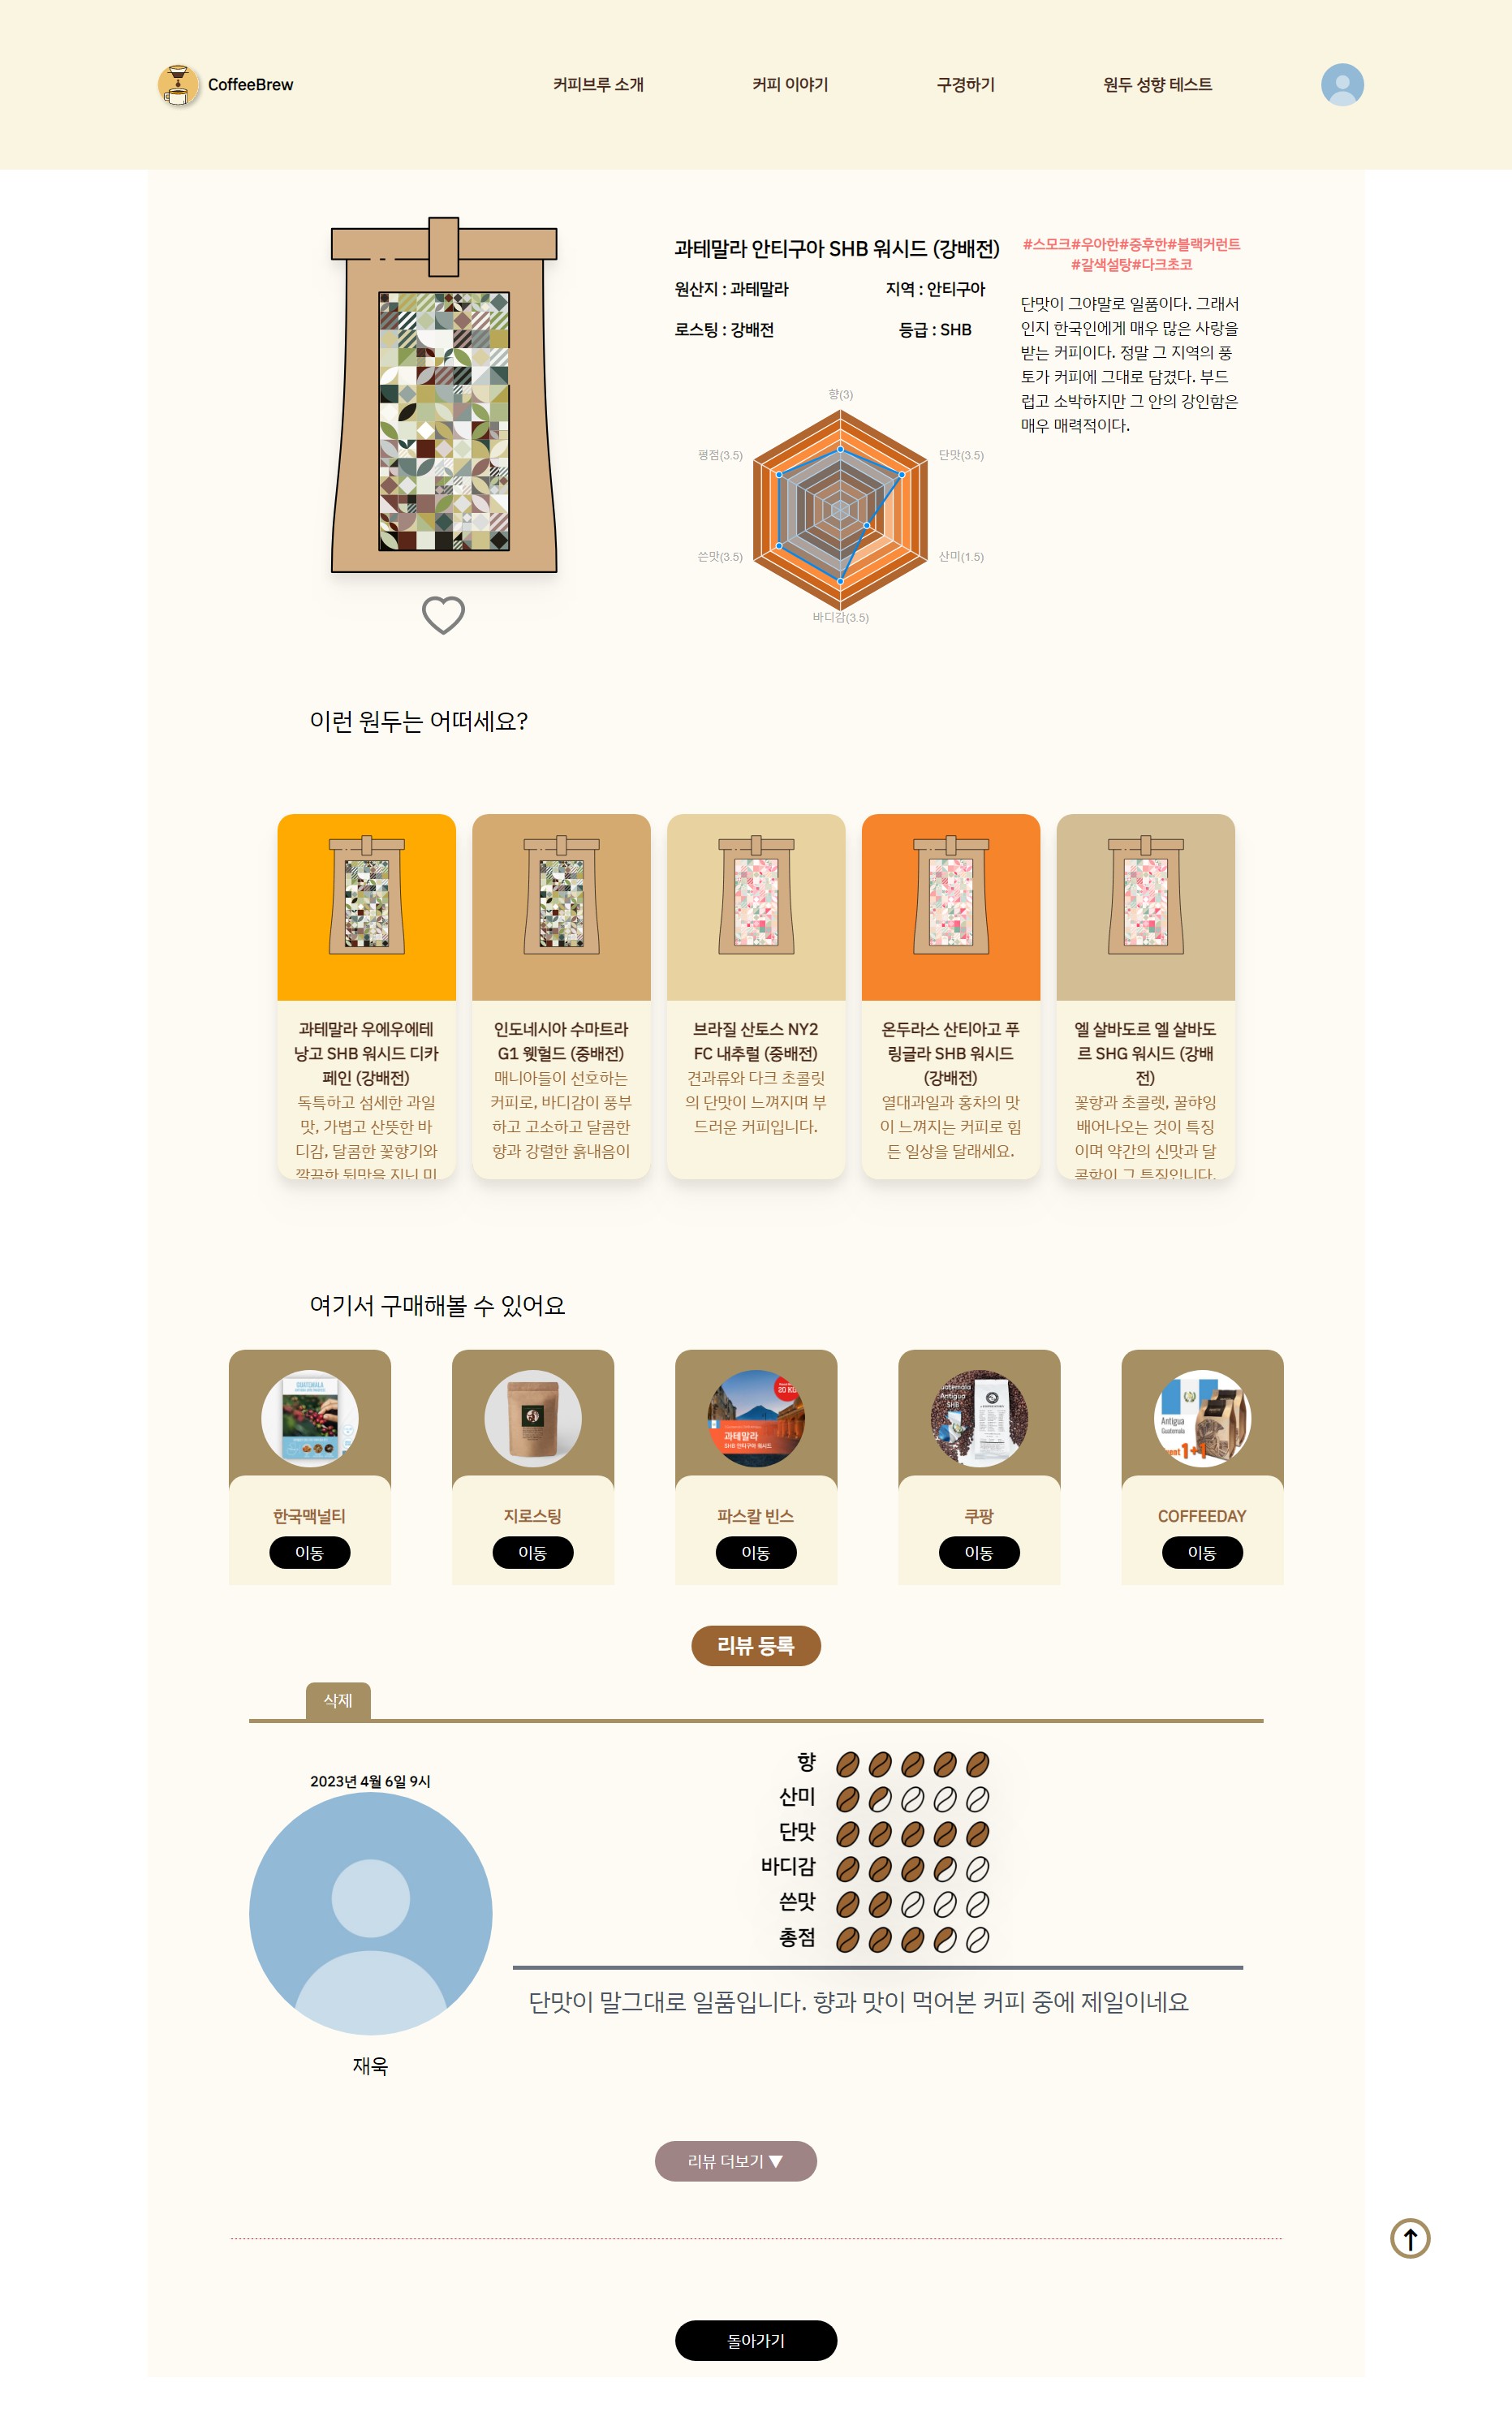 CoffeeBrew
커피브루 소개
커피 이야기
구경하기
원두 성향 테스트
과테말라 안티구아 SHB 워시드 (강배전)
원산지 : 과테말라
지역 : 안티구아
로스팅 : 강배전
등급 : SHB
#스모크#우아한#중후한#블랙커런트
#갈색설탕#다크초코
단맛이 그야말로 일품이다. 그래서
인지 한국인에게 매우 많은 사랑을
받는 커피이다. 정말 그 지역의 풍
토가 커피에 그대로 담겼다. 부드
럽고 소박하지만 그 안의 강인함은
매우 매력적이다.
향(3)
평점(3.5)
단맛(3.5)
쓴맛(3.5)
산미(1.5)
바디감(3.5)
이런 원두는 어떠세요?
과테말라 우에우에테
낭고 SHB 워시드 디카
페인 (강배전)
독특하고 섬세한 과일
맛, 가볍고 산뜻한 바
디감, 달콤한 꽃향기와
깔끔한 뒷맛을 지닌 미
인도네시아 수마트라
G1 웻헐드 (중배전)
매니아들이 선호하는
커피로, 바디감이 풍부
하고 고소하고 달콤한
향과 강렬한 흙내음이
브라질 산토스 NY2
FC 내추럴 (중배전)
견과류와 다크 초콜릿
의 단맛이 느껴지며 부
드러운 커피입니다.
온두라스 산티아고 푸
링글라 SHB 워시드
(강배전)
열대과일과 홍차의 맛
이 느껴지는 커피로 힘
든 일상을 달래세요.
엘 살바도르 엘 살바도
르 SHG 워시드 (강배
전)
꽃향과 초콜렛, 꿀햐잉
배어나오는 것이 특징
이며 약간의 신맛과 달
콤함이 그 특징입니다.
여기서 구매해볼 수 있어요
GUATEMALA
20 KG
과테말라
SHB 안티구아 워시드
Guatemala
Antigua
SHB
Antigua
Guatemala
1+1
한국맥널티
이동
지로스팅
이동
파스칼 빈스
이동
쿠팡
이동
COFFEEDAY
이동
리뷰 등록
삭제
2023년 4월 6일 9시
향
산미
단맛
바디감
쓴맛
총점
단맛이 말그대로 일품입니다. 향과 맛이 먹어본 커피 중에 제일이네요
재욱
리뷰 더보기 ▼
돌아가기